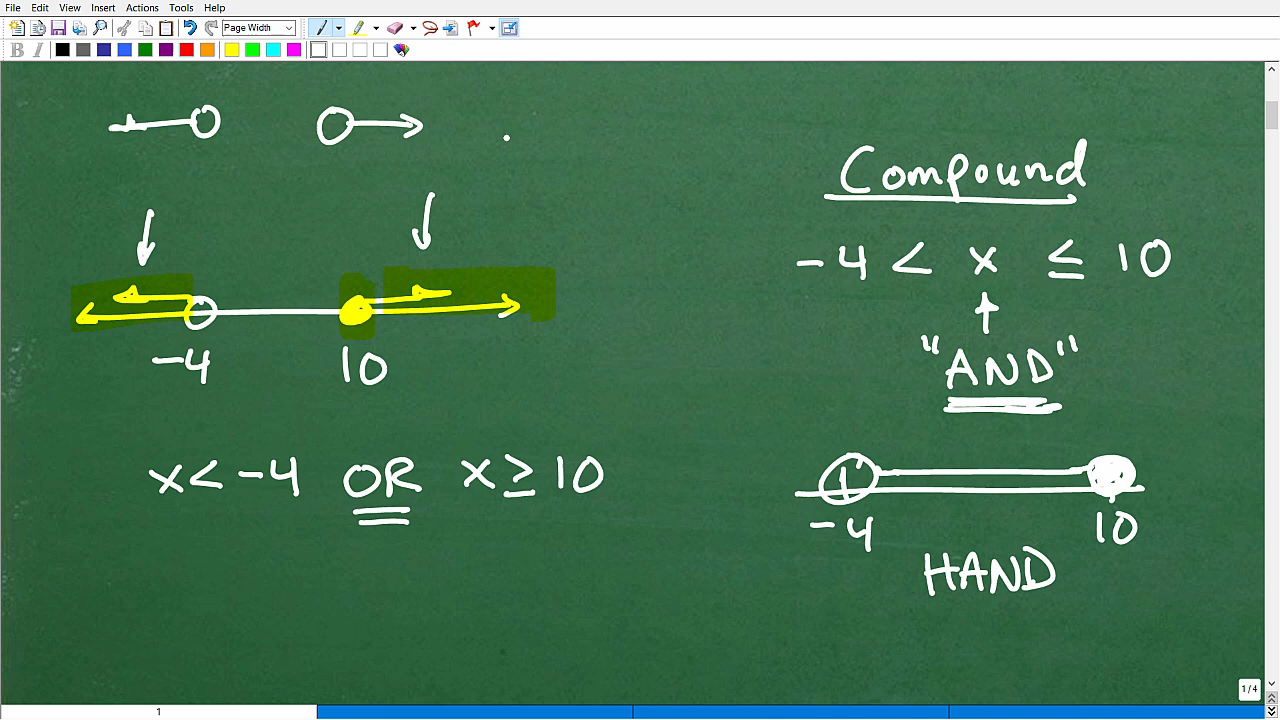 File Edit View Insert Actions Tools Help
Page Width
B I
Compound
-4 < x ≤ 10
"AND"
-4 10
x < -4 OR x ≥ 10
-4 10
HAND
1/4
1